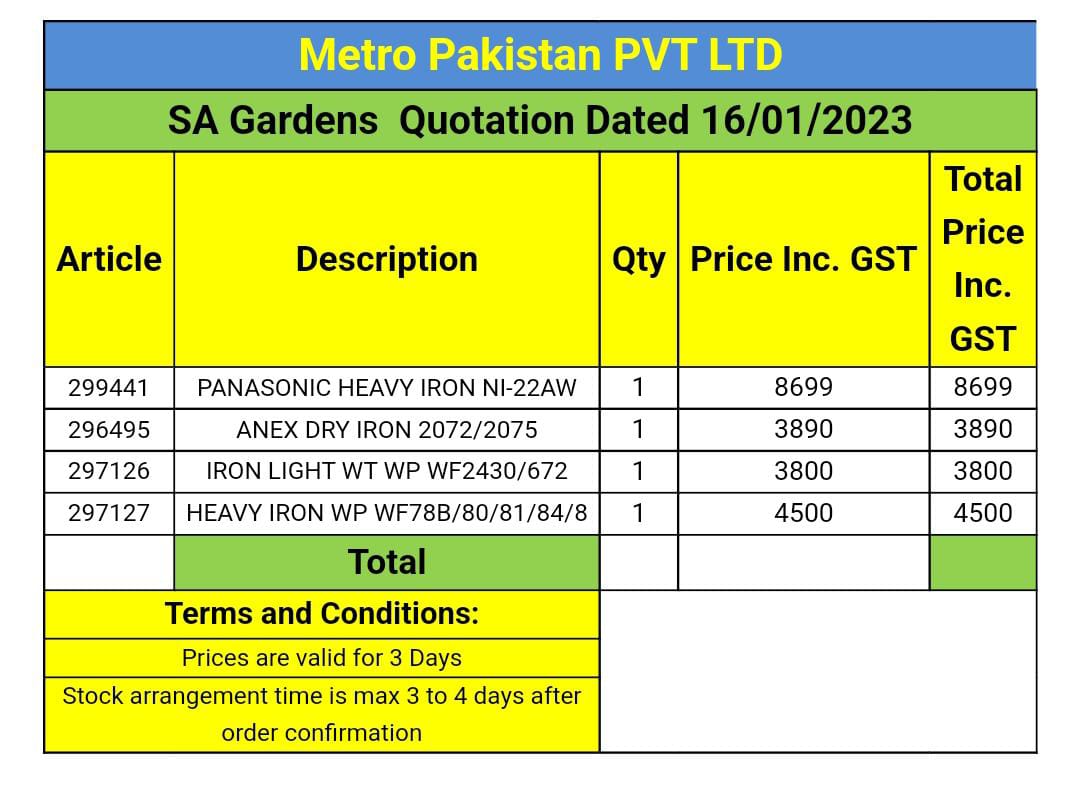 Metro Pakistan PVT LTD
SA Gardens Quotation Dated 16/01/2023
Article Description Qty Price Inc. GST Total Price Inc. GST
299441 PANASONIC HEAVY IRON NI-22AW 1 8699 8699
296495 ANEX DRY IRON 2072/2075 1 3890 3890
297126 IRON LIGHT WT WP WF2430/672 1 3800 3800
297127 HEAVY IRON WP WF78B/80/81/84/8 1 4500 4500
Total
Terms and Conditions:
Prices are valid for 3 Days
Stock arrangement time is max 3 to 4 days after
order confirmation